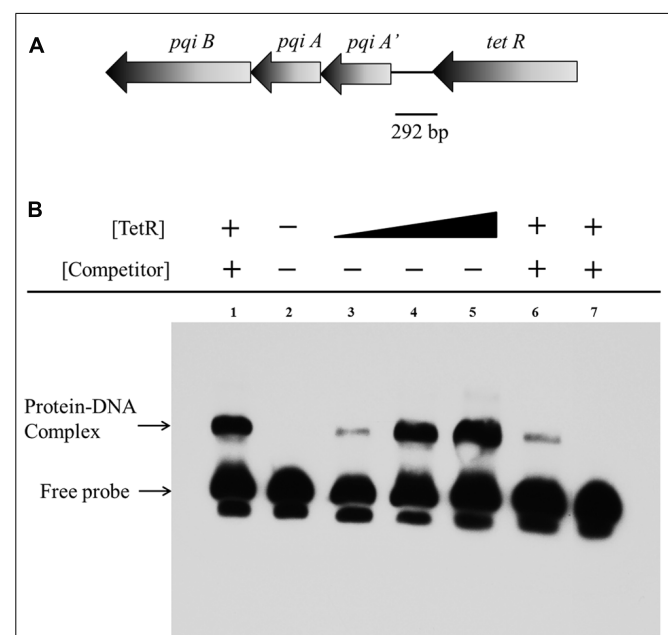 A
pqi B pqi A pqi A’ tet R
292 bp
B
[TetR] + − + +
[Competitor] + − − − − + +
1 2 3 4 5 6 7
Protein-DNA
Complex
Free probe